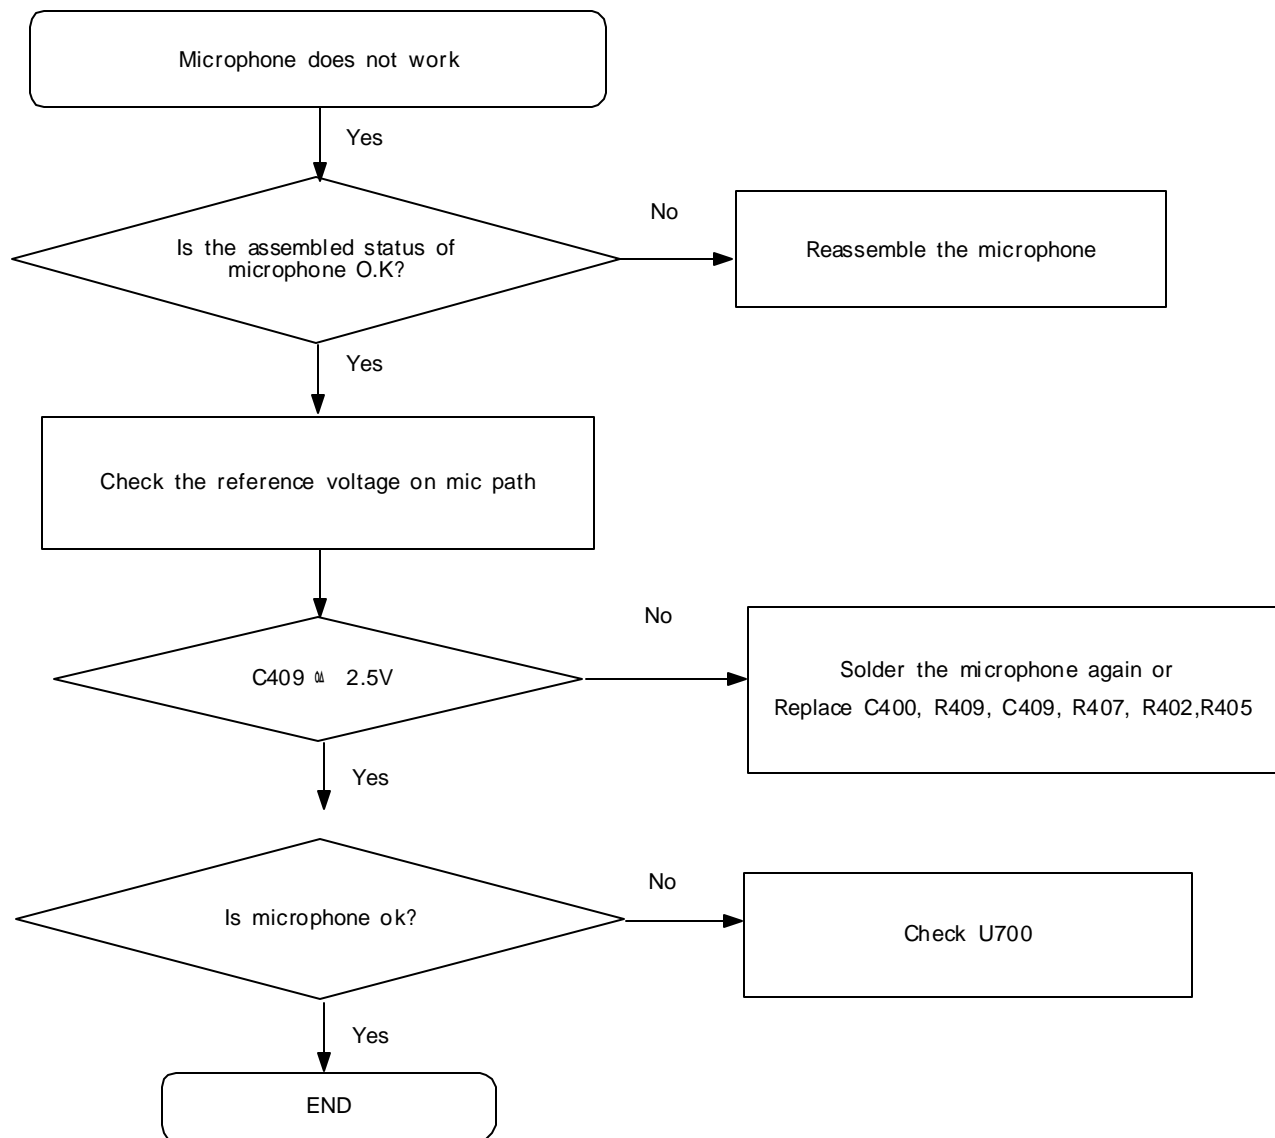 Microphone does not work
Yes
Is the assembled status of
microphone O.K?
No
Reassemble the microphone
Yes
Check the reference voltage on mic path
C409 2.5V
No
Solder the microphone again or
Replace C400, R409, C409, R407, R402,R405
Yes
Is microphone ok?
No
Check U700
Yes
END